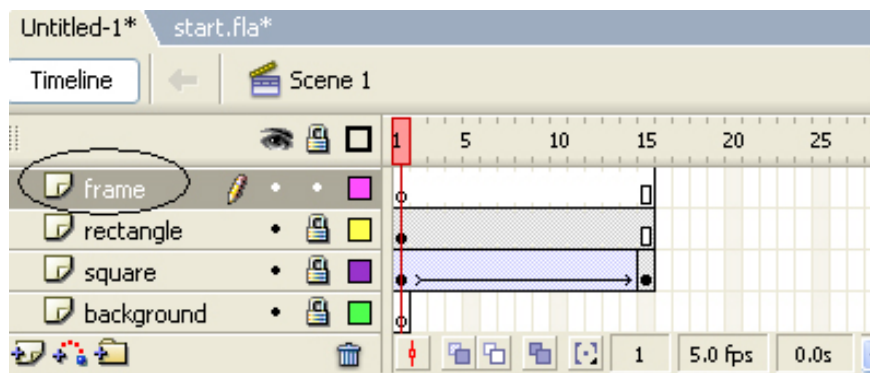 Untitled-1* start.fla*
Timeline Scene 1
1 5 10 15 20 25
frame
rectangle
square
background
1 5.0 fps 0.0s